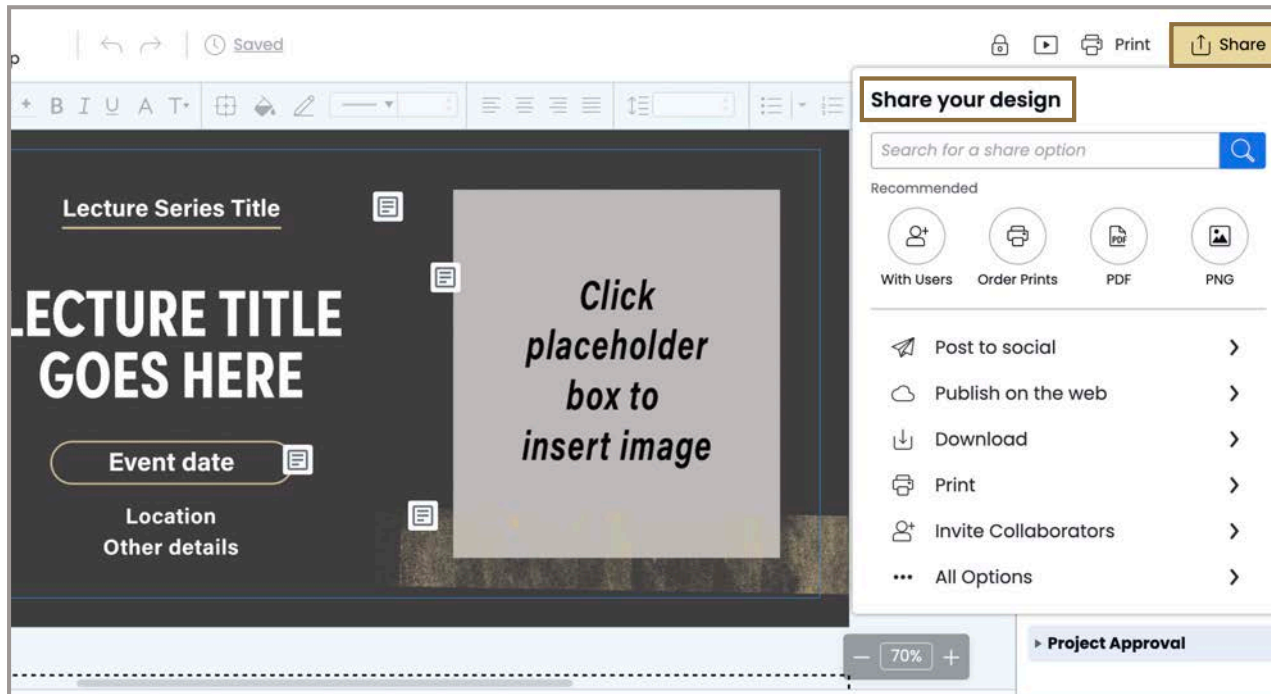 Saved
Print
Share
B I U A T
Share your design
Search for a share option
Recommended
With Users
Order Prints
PDF
PNG
Post to social
Publish on the web
Download
Print
Invite Collaborators
All Options
Lecture Series Title
LECTURE TITLE
GOES HERE
Event date
Location
Other details
Click
placeholder
box to
insert image
70%
Project Approval